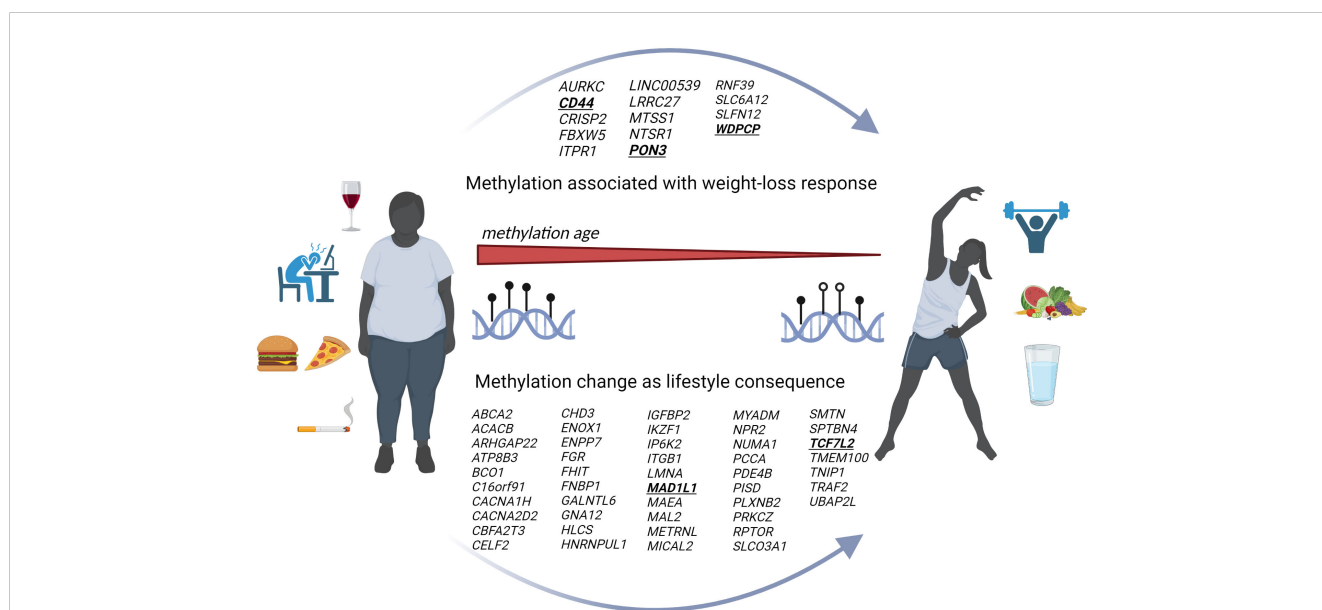 AURKC
CD44
CRISP2
FBXW5
ITPR1
LINC00539
LRRC27
MTSS1
NTSR1
PON3
RNF39
SLC6A12
SLFN12
WDPCP
Methylation associated with weight-loss response
methylation age
Methylation change as lifestyle consequence
ABCA2
ACACB
ARHGAP22
ATP8B3
BCO1
C16orf91
CACNA1H
CACNA2D2
CBFA2T3
CELF2
CHD3
ENOX1
ENPP7
FGR
FHIT
FNBP1
GALNTL6
GNA12
HLCS
HNRNPUL1
IGFBP2
IKZF1
IP6K2
ITGB1
LMNA
MAD1L1
MAEA
MAL2
METRNL
MICAL2
MYADM
NPR2
NUMA1
PCCA
PDE4B
PISD
PLXNB2
PRKCZ
RPTOR
SLCO3A1
SMTN
SPTBN4
TCF7L2
TMEM100
TNIP1
TRAF2
UBAP2L